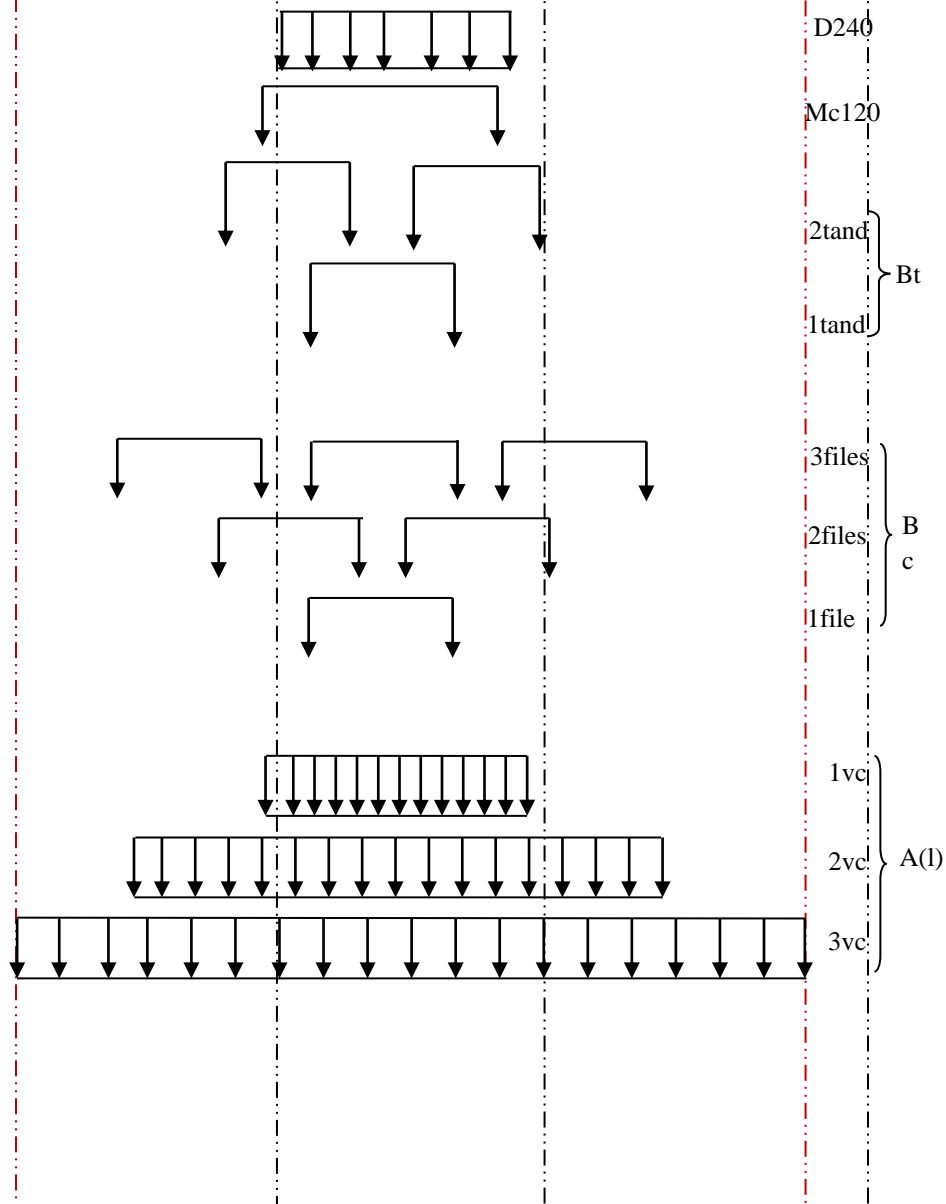 D240
Mc120
2tand
Bt
1tand
3files
B
2files
c
1file
1vc
2vc
A(l)
3vc